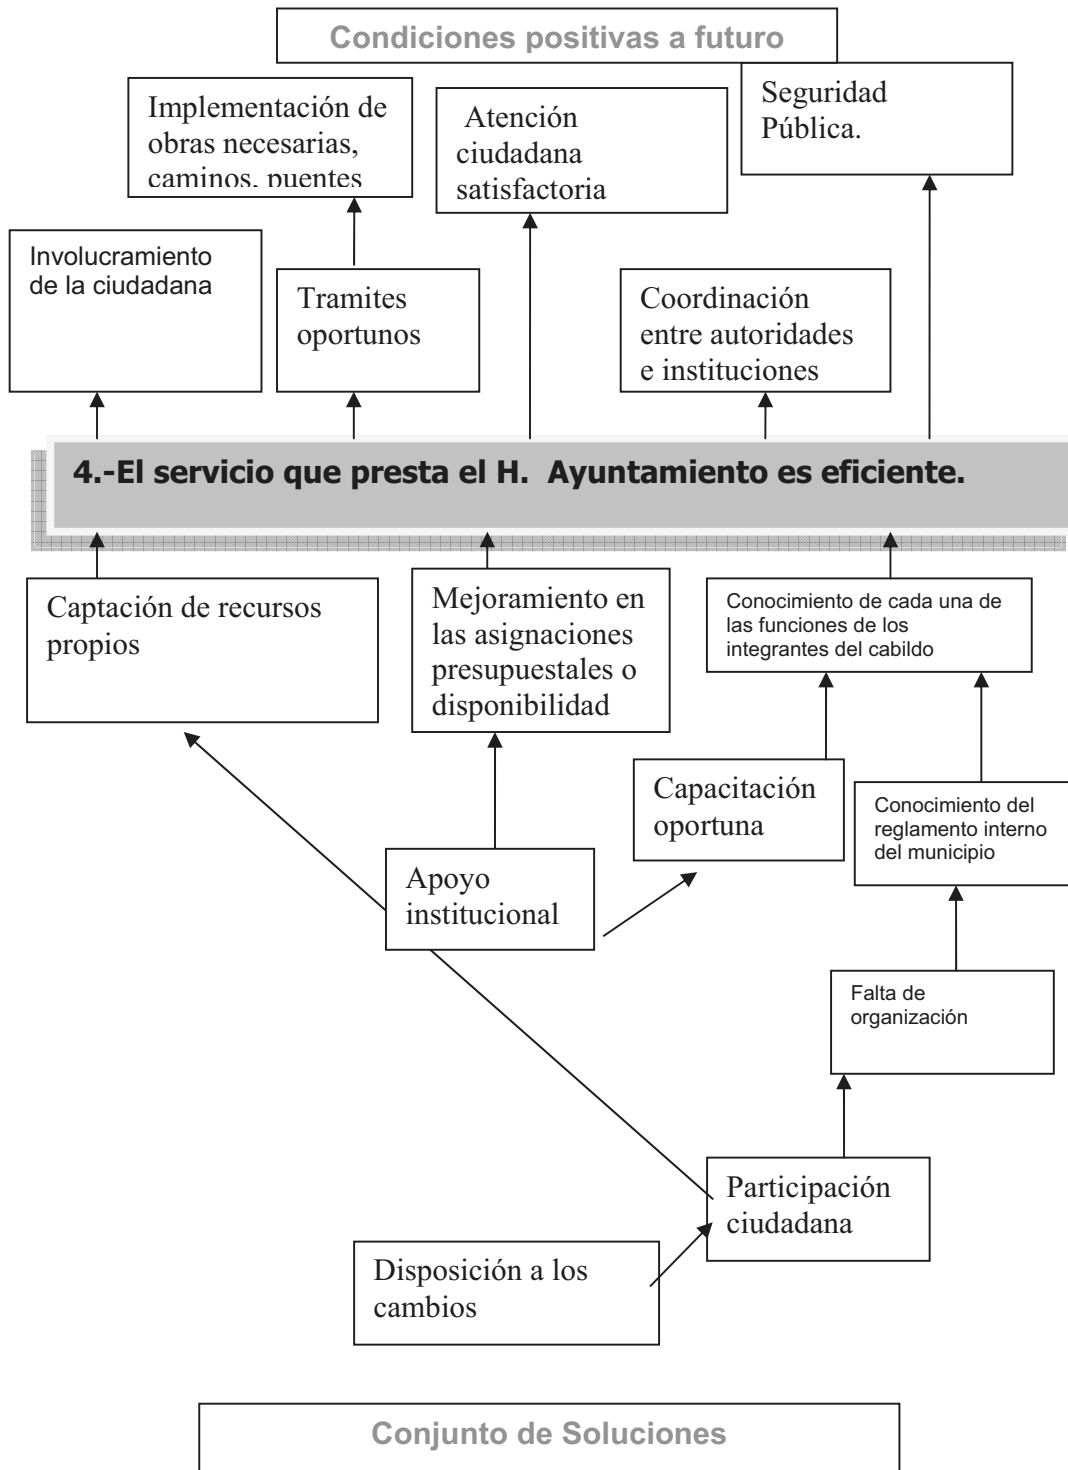 Condiciones positivas a futuro
Implementación de
obras necesarias,
caminos, puentes
Atención
ciudadana
satisfactoria
Seguridad
Pública.
Involucramiento
de la ciudadana
Tramites
oportunos
Coordinación
entre autoridades
e instituciones
4.-El servicio que presta el H. Ayuntamiento es eficiente.
Captación de recursos
propios
Mejoramiento en
las asignaciones
presupuestales o
disponibilidad
Conocimiento de cada una de
las funciones de los
integrantes del cabildo
Capacitación
oportuna
Conocimiento del
reglamento interno
del municipio
Apoyo
institucional
Falta de
organización
Participación
ciudadana
Disposición a los
cambios
Conjunto de Soluciones